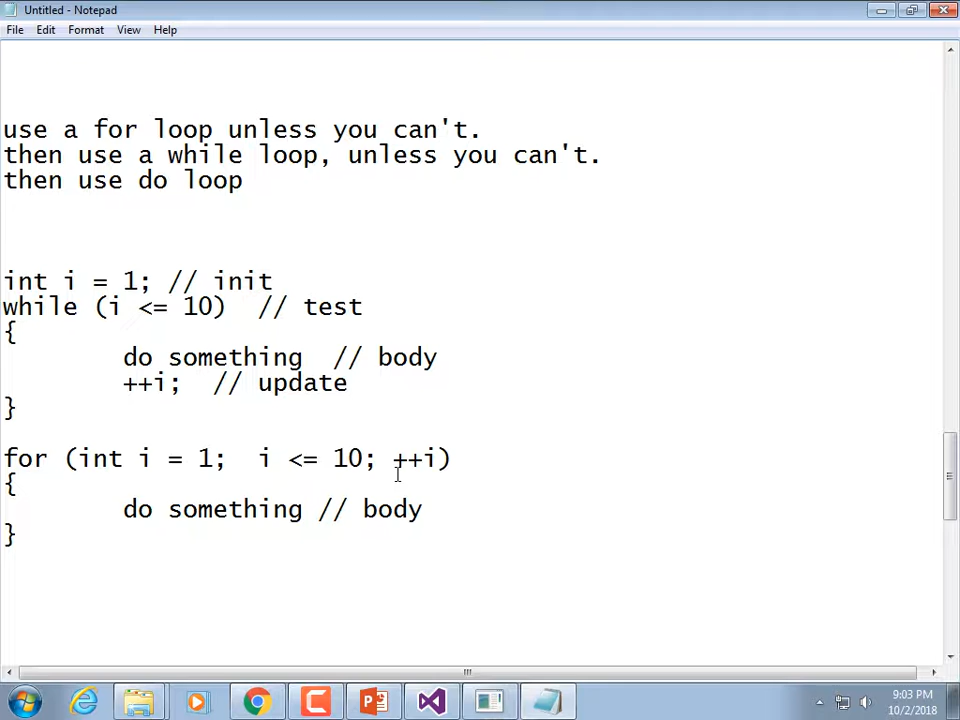 Untitled - Notepad
File Edit Format View Help
use a for loop unless you can't.
then use a while loop, unless you can't.
then use do loop
int i = 1; // init
while (i <= 10)  // test
{
        do something  // body
        ++i;  // update
}
for (int i = 1;  i <= 10; ++i)
{
        do something // body
}
9:03 PM
10/2/2018